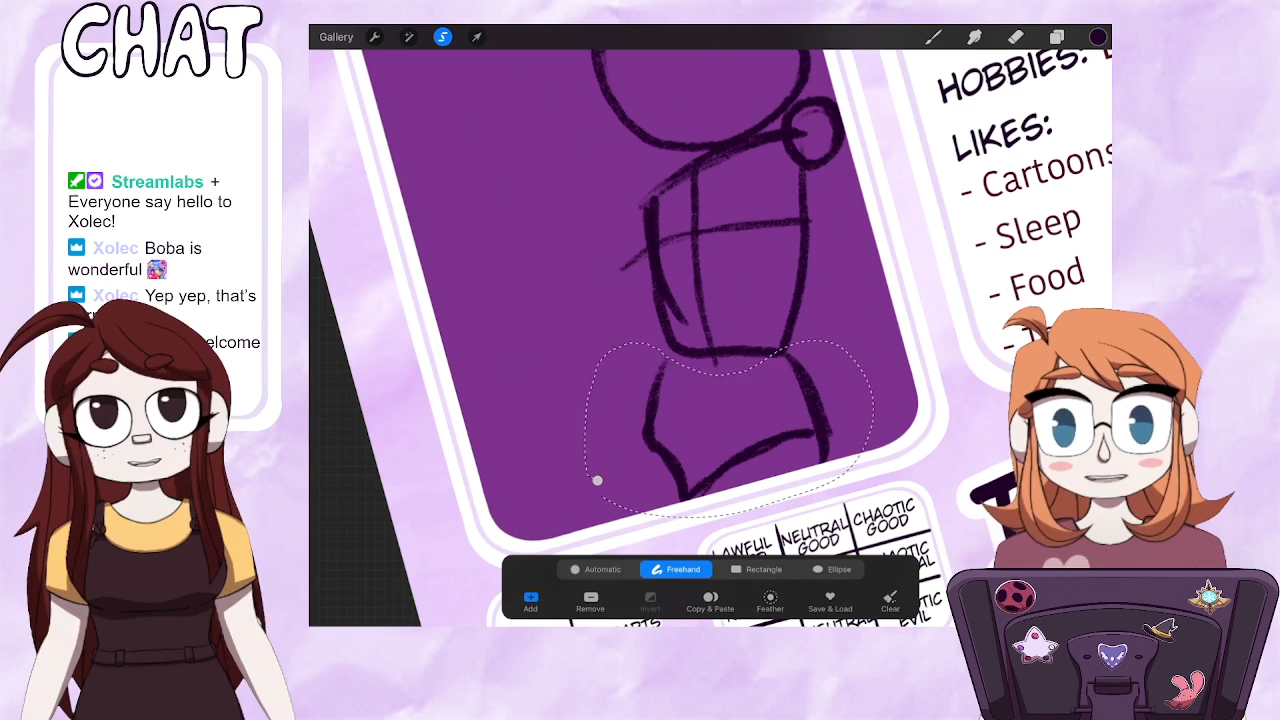 CHAT
Streamlabs +
Everyone say hello to
Xolec!
Xolec Boba is
wonderful
Xolec Yep yep, that's
Gallery
HOBBIES:
LIKES:
- Cartoons
- Sleep
- Food
LAWFUL
NEUTRAL
GOOD
CHAOTIC
GOOD
Automatic
Freehand
Rectangle
Ellipse
Add
Remove
Invert
Copy & Paste
Feather
Save & Load
Clear
EVIL